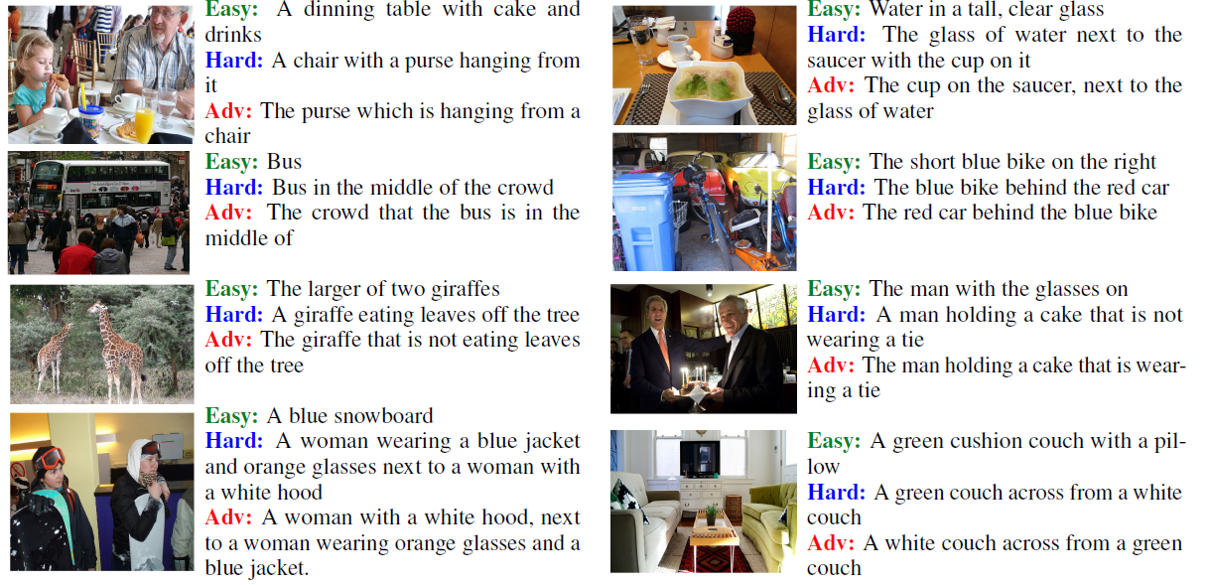 Easy: A dinning table with cake and
drinks
Hard: A chair with a purse hanging from
it
Adv: The purse which is hanging from a
chair
Easy: Bus
Hard: Bus in the middle of the crowd
Adv: The crowd that the bus is in the
middle of
Easy: The larger of two giraffes
Hard: A giraffe eating leaves off the tree
Adv: The giraffe that is not eating leaves
off the tree
Easy: A blue snowboard
Hard: A woman wearing a blue jacket
and orange glasses next to a woman with
a white hood
Adv: A woman with a white hood, next
to a woman wearing orange glasses and a
blue jacket.
Easy: Water in a tall, clear glass
Hard: The glass of water next to the
saucer with the cup on it
Adv: The cup on the saucer, next to the
glass of water
Easy: The short blue bike on the right
Hard: The blue bike behind the red car
Adv: The red car behind the blue bike
Easy: The man with the glasses on
Hard: A man holding a cake that is not
wearing a tie
Adv: The man holding a cake that is wear-
ing a tie
Easy: A green cushion couch with a pil-
low
Hard: A green couch across from a white
couch
Adv: A white couch across from a green
couch